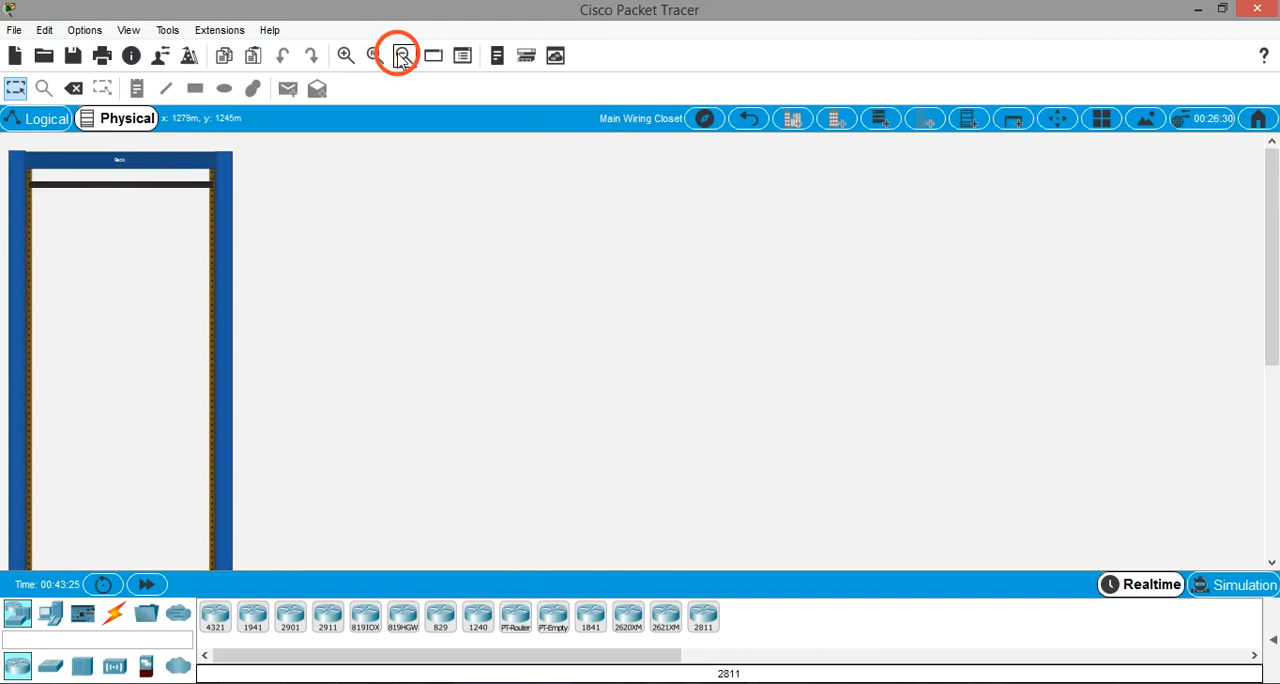 Cisco Packet Tracer
File Edit Options View Tools Extensions Help
Logical Physical x: 1279m, y: 1245m Main Wiring Closet 00:26:30
Rack
Time: 00:43:25 Realtime Simulation
4321 1941 2901 2911 819IOX 819HGW 829 1240 PT-Router PT-Empty 1841 2620XM 2621XM 2811
2811